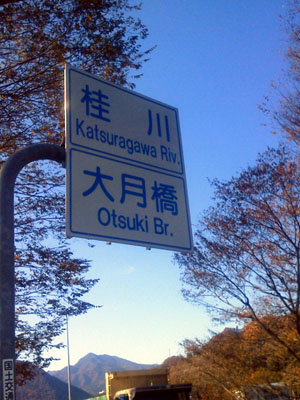 桂 川
Katsuragawa Riv.
大月橋
Otsuki Br.